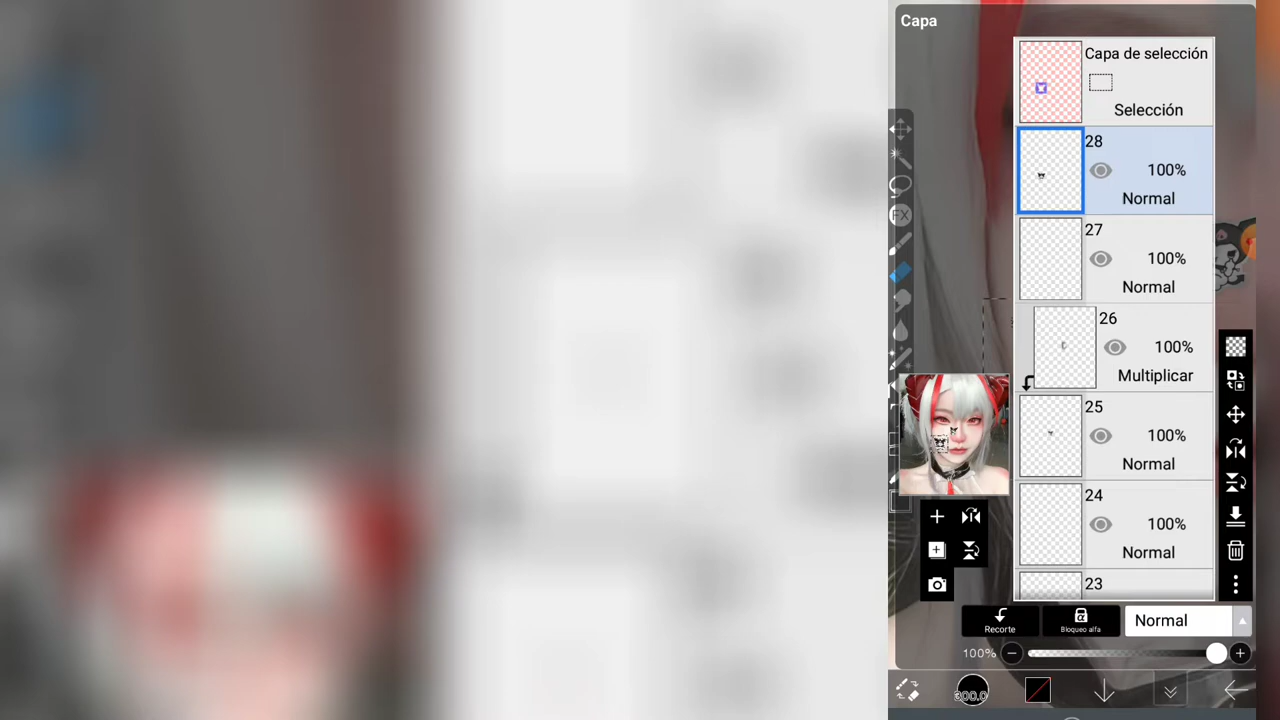 Capa
Capa de selección
Selección
28
100%
Normal
27
100%
Normal
26
100%
Multiplicar
25
100%
Normal
24
100%
Normal
23
FX
Recorte
α
Bloqueo alfa
Normal
100%
300.0